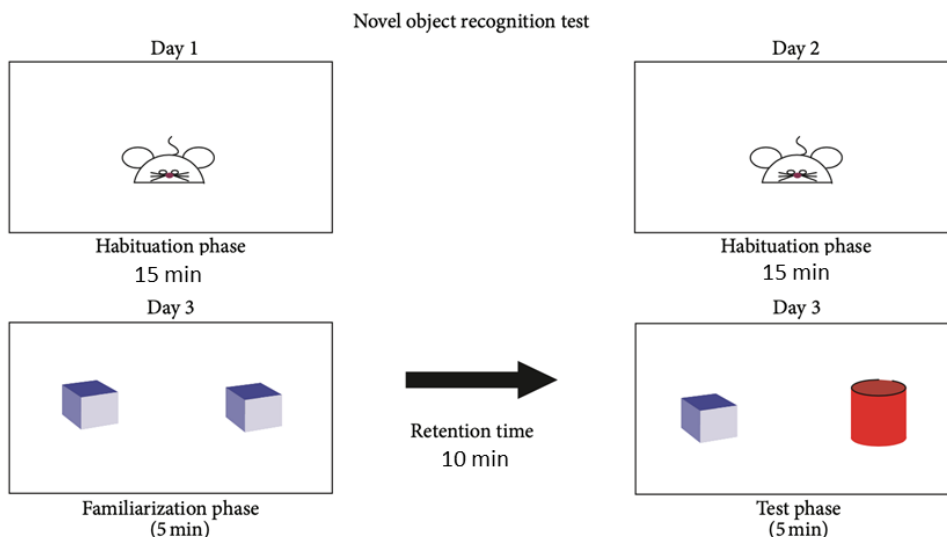 Novel object recognition test
Day 1
Day 2
Habituation phase
15 min
Habituation phase
15 min
Day 3
Day 3
Retention time
10 min
Familiarization phase
(5 min)
Test phase
(5 min)